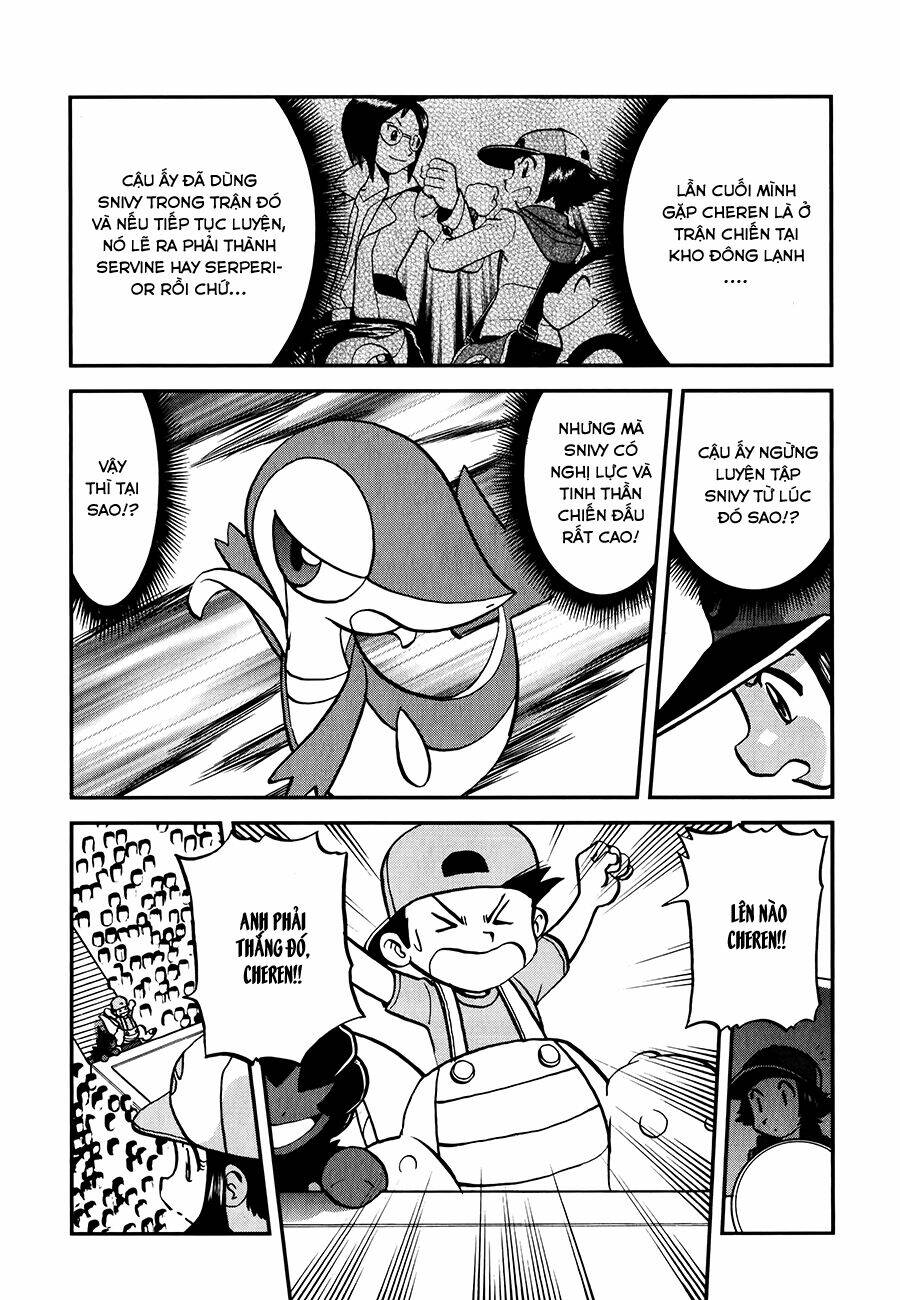 LẦN CUỐI MÌNH
GẶP CHEREN LÀ Ở
TRẬN CHIẾN TẠI
KHO ĐÔNG LẠNH
....
CẬU ẤY ĐÃ DÙNG
SNIVY TRONG TRẬN ĐÓ
VÀ NẾU TIẾP TỤC LUYỆN,
NÓ LẼ RA PHẢI THÀNH
SERVINE HAY SERPERI-
OR RỒI CHỨ...
CẬU ẤY NGỪNG
LUYỆN TẬP
SNIVY TỪ LÚC
ĐÓ SAO!?
NHƯNG MÀ
SNIVY CÓ
NGHỊ LỰC VÀ
TINH THẦN
CHIẾN ĐẤU
RẤT CAO!
VẬY
THÌ TẠI
SAO!?
LÊN NÀO
CHEREN!!
ANH PHẢI
THẮNG ĐÓ,
CHEREN!!